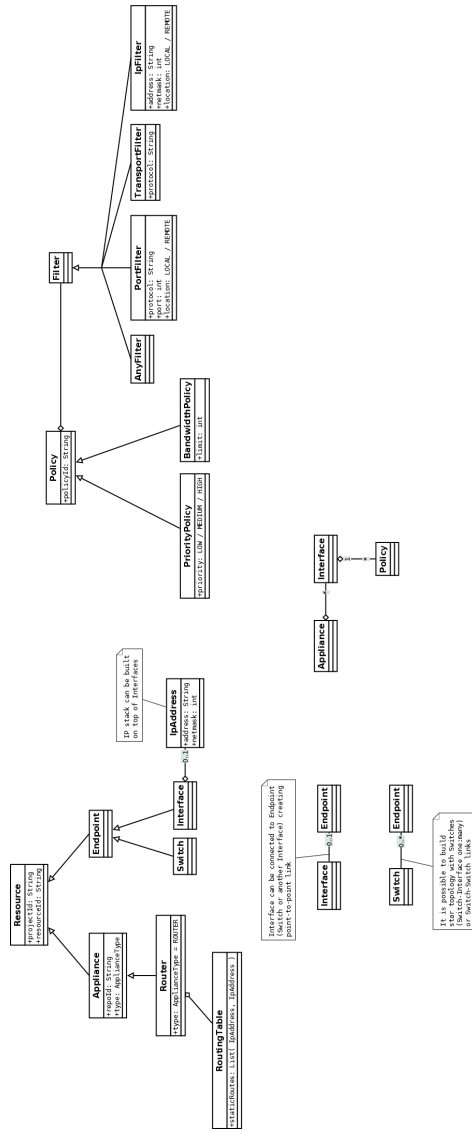 Resource
+projectId: String
+resourceId: String
Appliance
+repoId: String
+type: ApplianceType
Endpoint
Router
+type: ApplianceType = ROUTER
Switch
Interface
0..1
IpAddress
+address: String
+netmask: int
IP stack can be built
on top of Interfaces
RoutingTable
+staticRoutes: List( IpAddress, IpAddress )
Policy
+policyId: String
Filter
PriorityPolicy
+priority: LOW / MEDIUM / HIGH
BandwidthPolicy
+limit: int
AnyFilter
PortFilter
+protocol: String
+port: int
+location: LOCAL / REMOTE
TransportFilter
+protocol: String
IpFilter
+address: String
+netmask: int
+location: LOCAL / REMOTE
Interface can be connected to Endpoint
(Switch or another Interface) creating
point-to-point link
Interface
0..1
Endpoint
Appliance
*
Interface
1
*
Policy
Switch
0..*
Endpoint
It is possible to build
star topology with Switches
(Switch-Interface one:many)
or Switch-Switch links